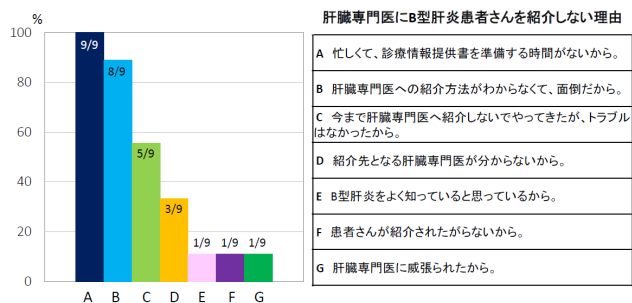 %
100
80
60
40
20
0
9/9
8/9
5/9
3/9
1/9
1/9
1/9
A
B
C
D
E
F
G
肝臓専門医にB型肝炎患者さんを紹介しない理由
A 忙しくて、診療情報提供書を準備する時間がないから。
B 肝臓専門医への紹介方法がわからなくて、面倒だから。
C 今まで肝臓専門医へ紹介しないでやってきたが、トラブル
はなかったから。
D 紹介先となる肝臓専門医が分からないから。
E B型肝炎をよく知っていると思っているから。
F 患者さんが紹介されたがらないから。
G 肝臓専門医に威張られたから。